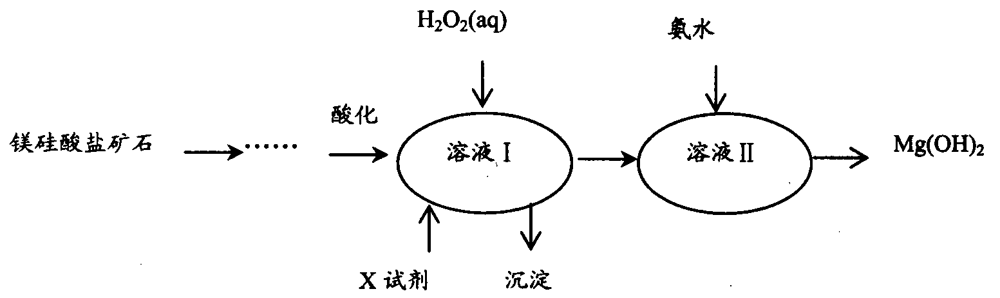 H₂O₂(aq)
氨水
酸化
镁硅酸盐矿石
……
溶液Ⅰ
溶液Ⅱ
Mg(OH)₂
X 试剂
沉淀